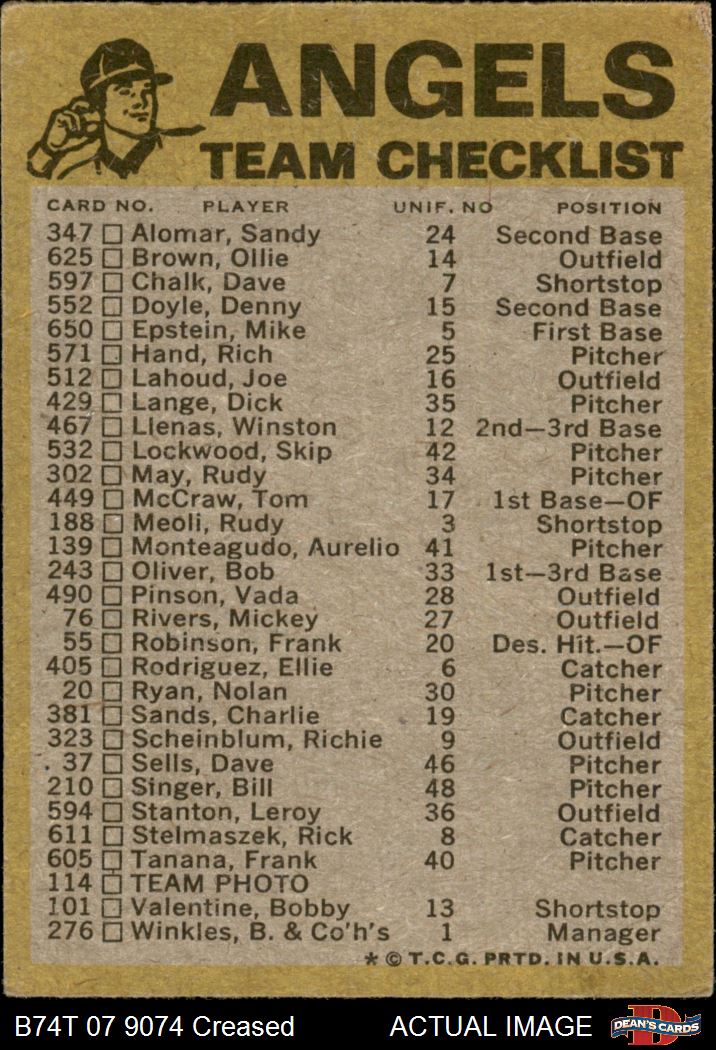 ANGELS
TEAM CHECKLIST
CARD NO. PLAYER UNIF. NO POSITION
347 Alomar, Sandy 24 Second Base
625 Brown, Ollie 14 Outfield
597 Chalk, Dave 7 Shortstop
552 Doyle, Denny 15 Second Base
650 Epstein, Mike 5 First Base
571 Hand, Rich 25 Pitcher
512 Lahoud, Joe 16 Outfield
429 Lange, Dick 35 Pitcher
467 Llenas, Winston 12 2nd—3rd Base
532 Lockwood, Skip 42 Pitcher
302 May, Rudy 34 Pitcher
449 McCraw, Tom 17 1st Base—OF
188 Meoli, Rudy 3 Shortstop
139 Monteagudo, Aurelio 41 Pitcher
243 Oliver, Bob 33 1st—3rd Base
490 Pinson, Vada 28 Outfield
76 Rivers, Mickey 27 Outfield
55 Robinson, Frank 20 Des. Hit.—OF
405 Rodriguez, Ellie 6 Catcher
20 Ryan, Nolan 30 Pitcher
381 Sands, Charlie 19 Catcher
323 Scheinblum, Richie 9 Outfield
37 Sells, Dave 46 Pitcher
210 Singer, Bill 48 Pitcher
594 Stanton, Leroy 36 Outfield
611 Stelmaszek, Rick 8 Catcher
605 Tanana, Frank 40 Pitcher
114 TEAM PHOTO
101 Valentine, Bobby 13 Shortstop
276 Winkles, B. & Co'h's 1 Manager
* © T.C.G. PRTD. IN U.S.A.
B74T 07 9074 Creased ACTUAL IMAGE
D
DEAN'S CARDS